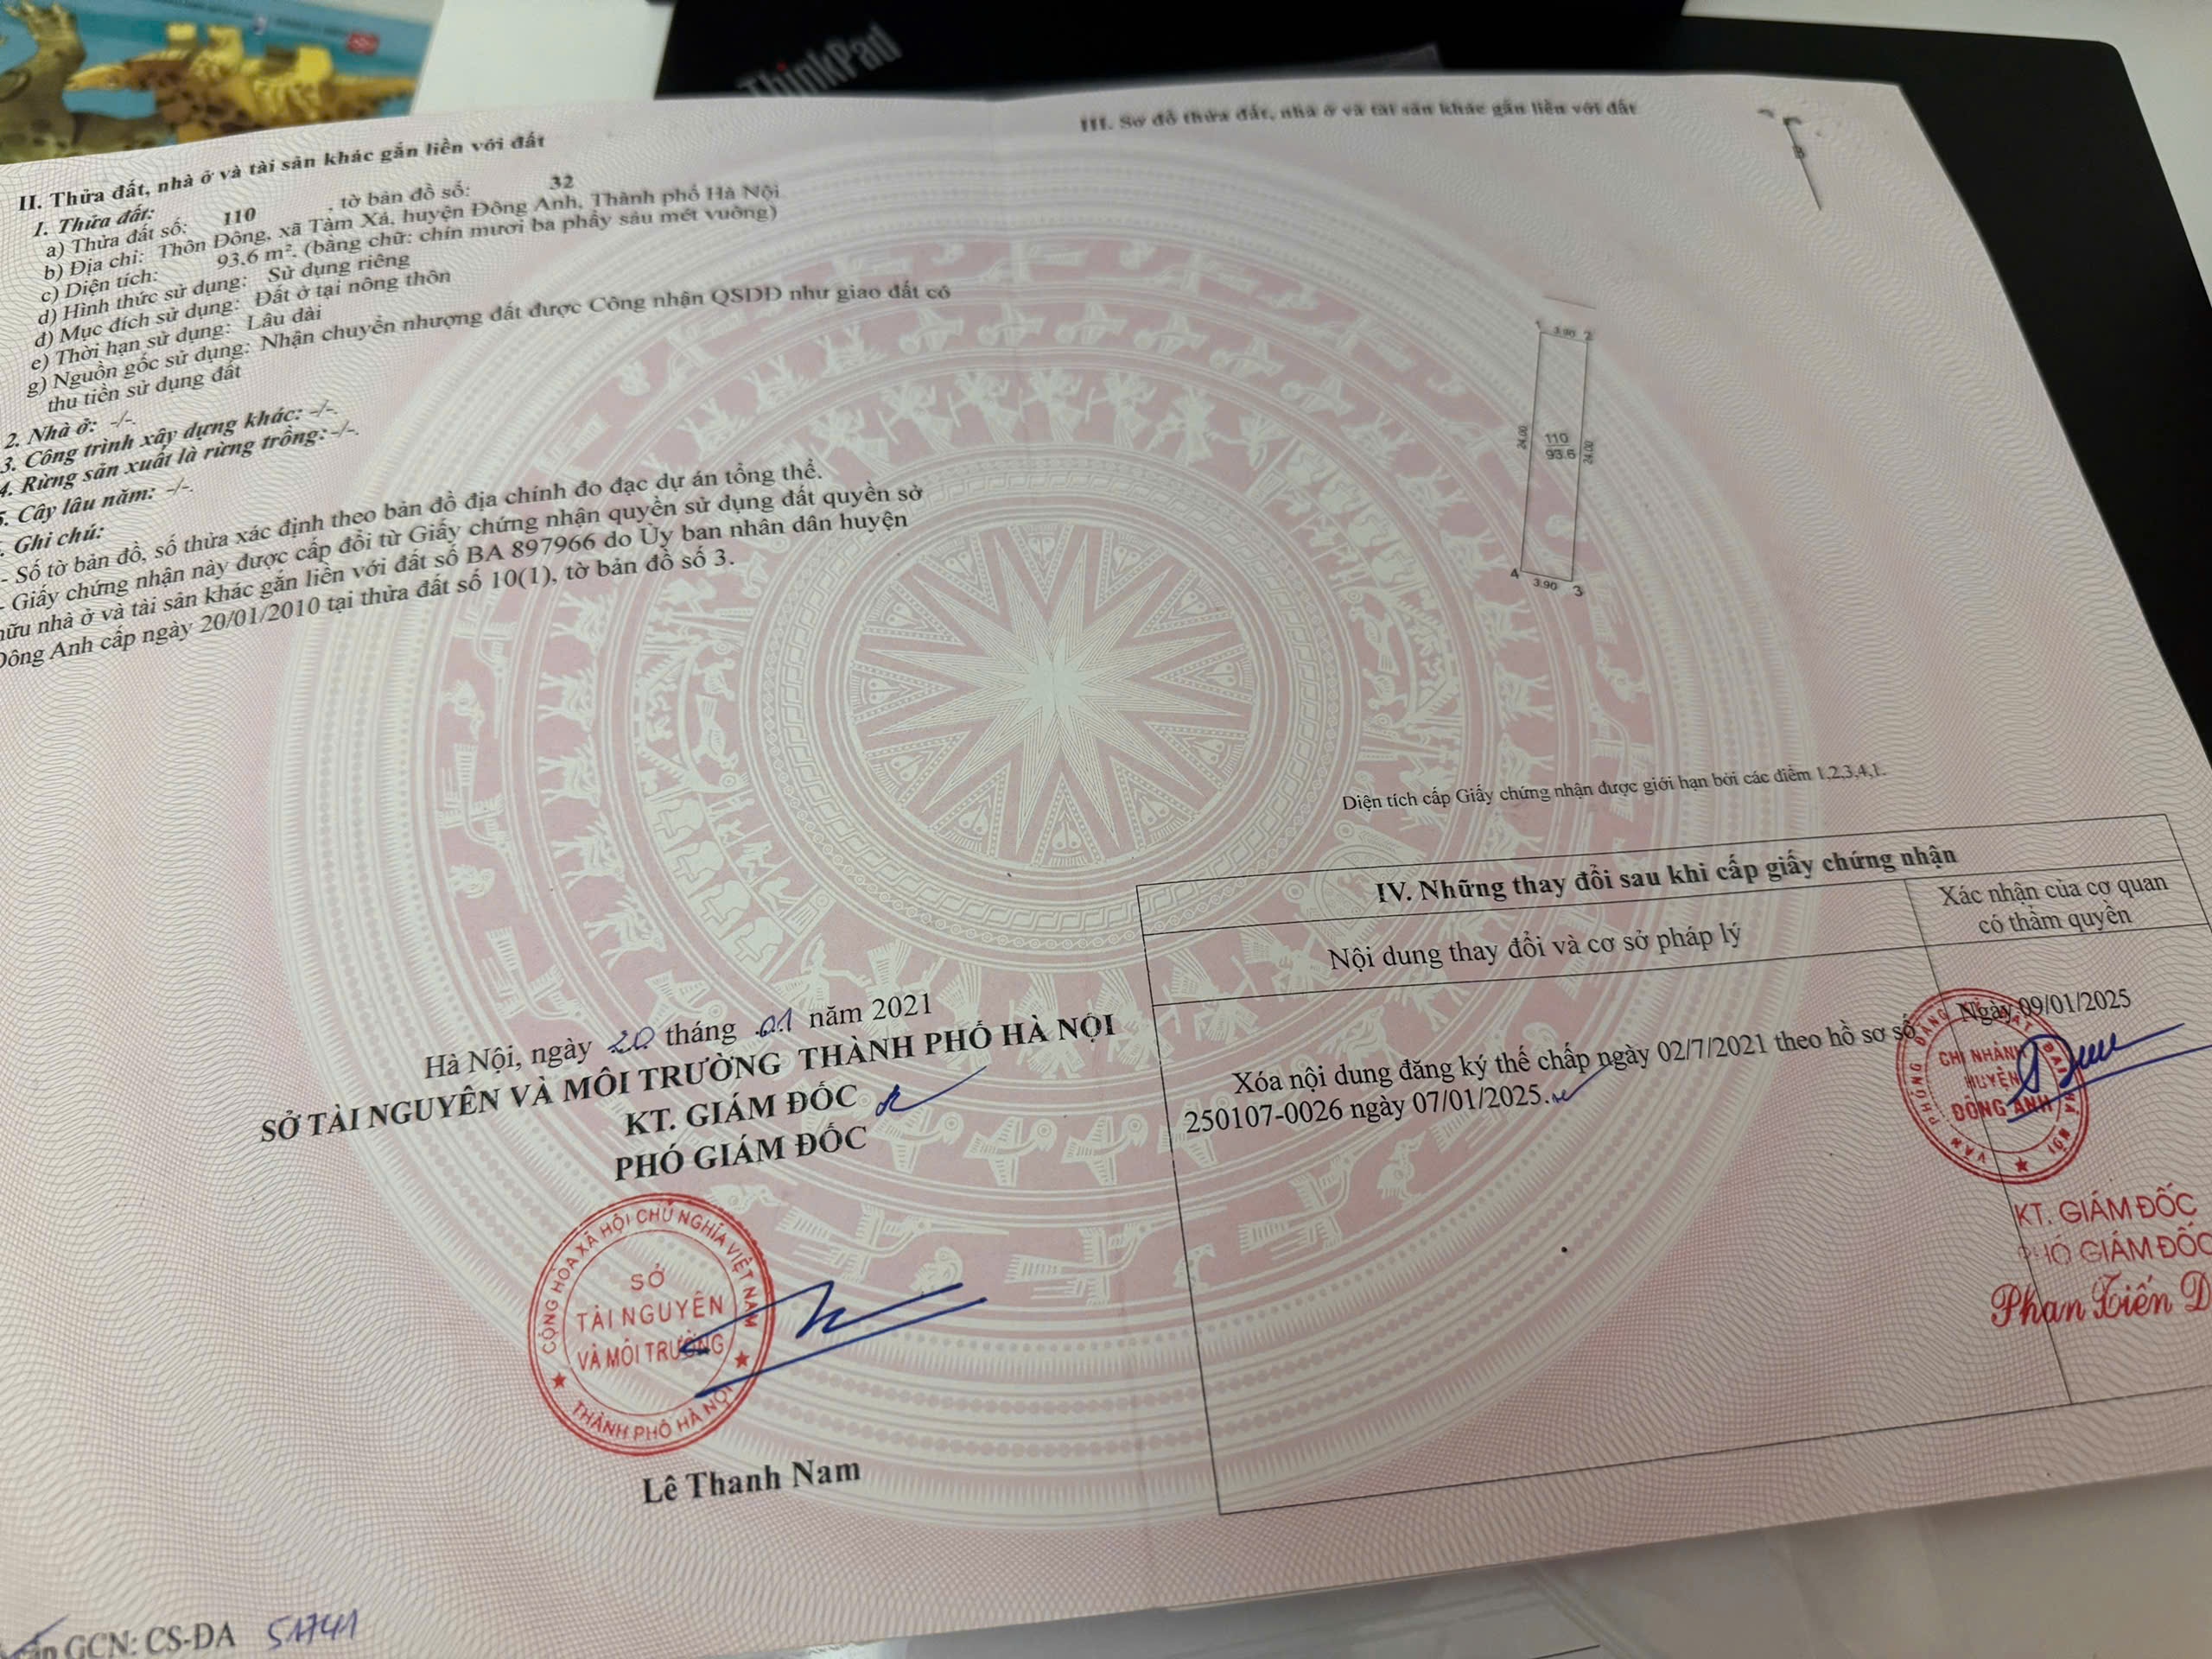 ThinkPad
II. Thửa đất, nhà ở và tài sản khác gắn liền với đất
1. Thửa đất:
a) Thửa đất số: 110 , tờ bản đồ số: 32
b) Địa chỉ: Thôn Đông, xã Tàm Xá, huyện Đông Anh, Thành phố Hà Nội
c) Diện tích: 93.6 m². (bằng chữ: chín mươi ba phẩy sáu mét vuông)
d) Hình thức sử dụng: Sử dụng riêng
đ) Mục đích sử dụng: Đất ở tại nông thôn
e) Thời hạn sử dụng: Lâu dài
g) Nguồn gốc sử dụng: Nhận chuyển nhượng đất được Công nhận QSDĐ như giao đất có
thu tiền sử dụng đất
2. Nhà ở: -/-.
3. Công trình xây dựng khác: -/-.
4. Rừng sản xuất là rừng trồng: -/-.
5. Cây lâu năm: -/-.
. Ghi chú:
- Số tờ bản đồ, số thửa xác định theo bản đồ địa chính đo đạc dự án tổng thể.
- Giấy chứng nhận này được cấp đổi từ Giấy chứng nhận quyền sử dụng đất quyền sở
hữu nhà ở và tài sản khác gắn liền với đất số BA 897966 do Ủy ban nhân dân huyện
Đông Anh cấp ngày 20/01/2010 tại thửa đất số 10(1), tờ bản đồ số 3.
Hà Nội, ngày 20 tháng 01 năm 2021
SỞ TÀI NGUYÊN VÀ MÔI TRƯỜNG THÀNH PHỐ HÀ NỘI
KT. GIÁM ĐỐC
PHÓ GIÁM ĐỐC
CỘNG HÒA XÃ HỘI CHỦ NGHĨA VIỆT NAM
SỞ
TÀI NGUYÊN
VÀ MÔI TRƯỜNG
THÀNH PHỐ HÀ NỘI
Lê Thanh Nam
GCN: CS-ĐA 51741
III. Sơ đồ thửa đất, nhà ở và tài sản khác gắn liền với đất
B
1 3.90 2
24.00
110
93.6
24.00
4 3.90 3
Diện tích cấp Giấy chứng nhận được giới hạn bởi các điểm 1,2,3,4,1.
IV. Những thay đổi sau khi cấp giấy chứng nhận
Nội dung thay đổi và cơ sở pháp lý
Xác nhận của cơ quan
có thẩm quyền
Xóa nội dung đăng ký thế chấp ngày 02/7/2021 theo hồ sơ số
250107-0026 ngày 07/01/2025.
Ngày 09/01/2025
VĂN PHÒNG ĐĂNG KÝ ĐẤT ĐAI HÀ NỘI
CHI NHÁNH
HUYỆN
ĐÔNG ANH
KT. GIÁM ĐỐC
PHÓ GIÁM ĐỐC
Phan Tiến